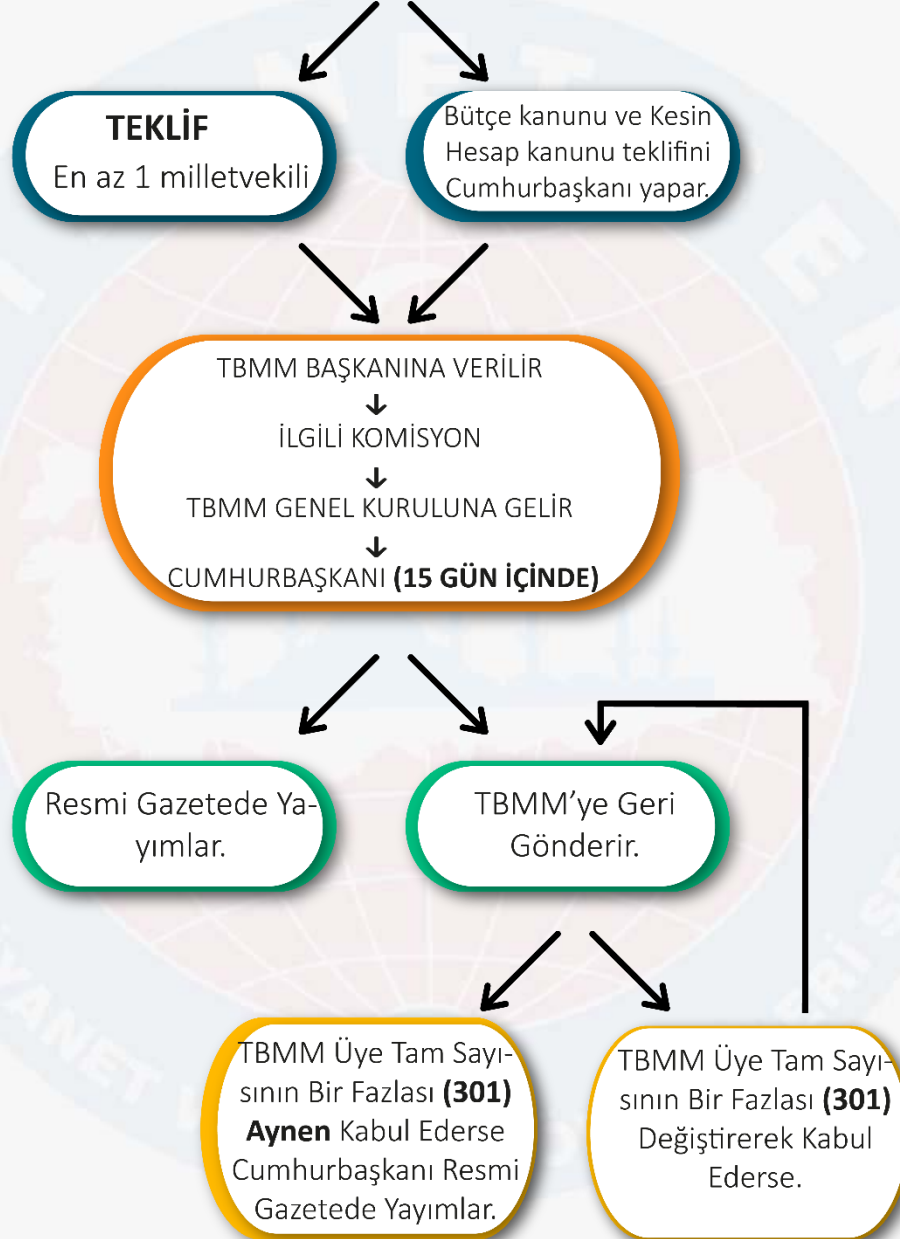 TEKLİF
En az 1 milletvekili
Bütçe kanunu ve Kesin
Hesap kanunu teklifini
Cumhurbaşkanı yapar.
TBMM BAŞKANINA VERİLİR
İLGİLİ KOMİSYON
TBMM GENEL KURULUNA GELİR
CUMHURBAŞKANI (15 GÜN İÇİNDE)
Resmi Gazetede Ya-
yımlar.
TBMM’ye Geri
Gönderir.
TBMM Üye Tam Sayı-
sının Bir Fazlası (301)
Aynen Kabul Ederse
Cumhurbaşkanı Resmi
Gazetede Yayımlar.
TBMM Üye Tam Sayı-
sının Bir Fazlası (301)
Değiştirerek Kabul
Ederse.